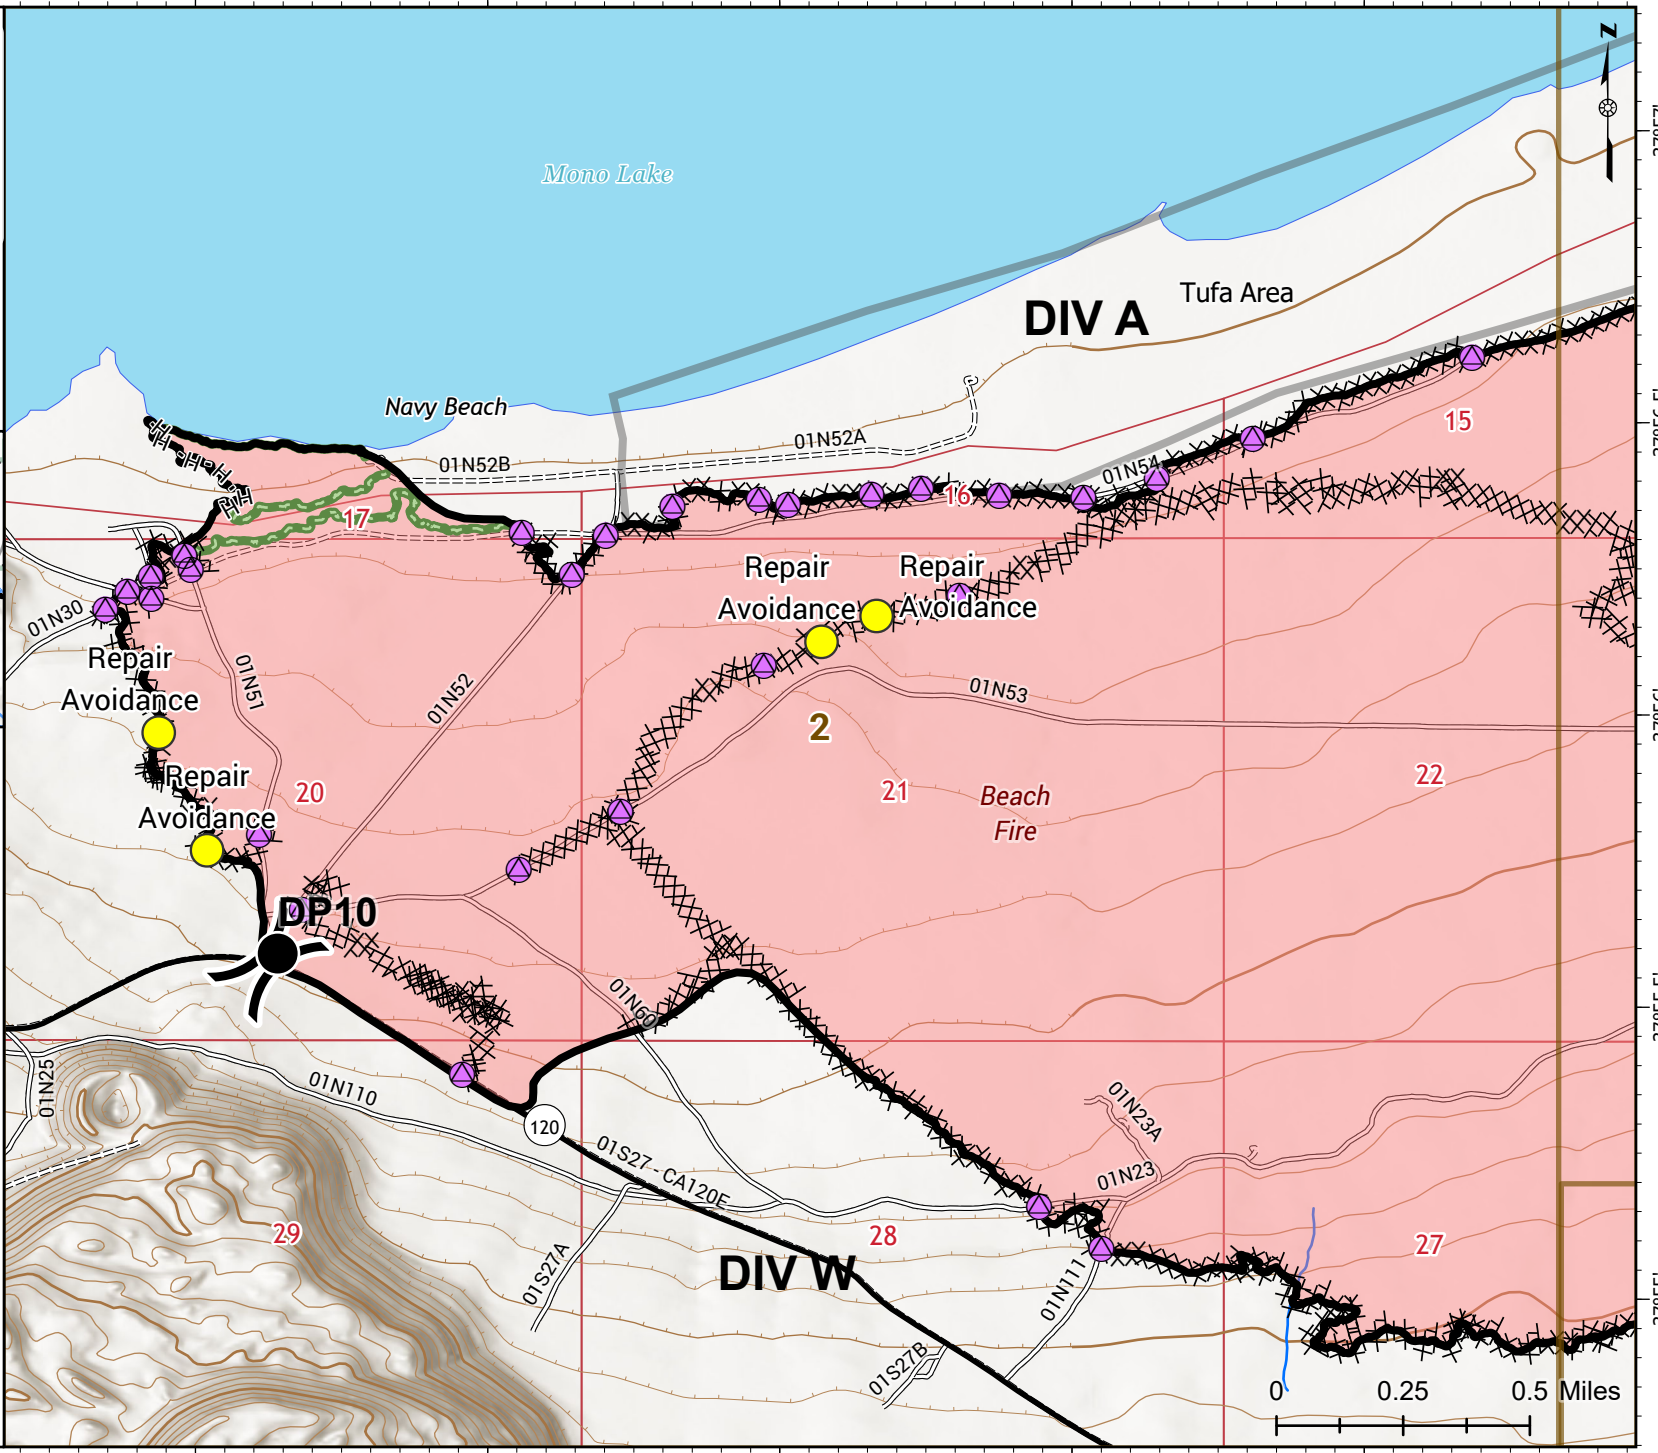 Z
Mono Lake
Tufa Area
DIV A
Navy Beach
01N52A
01N52B
15
01N54
16
17
Repair
Avoidance
Repair
Avoidance
01N30
Repair
Avoidance
01N51
01N52
01N53
2
Repair
Avoidance
20
21
22
Beach
Fire
DP10
01N60
01N25
01N110
01N23A
120
01S27 - CA120E
01N23
29
28
27
01S27A
DIV W
01N111
01S27B
0
0.25
0.5 Miles